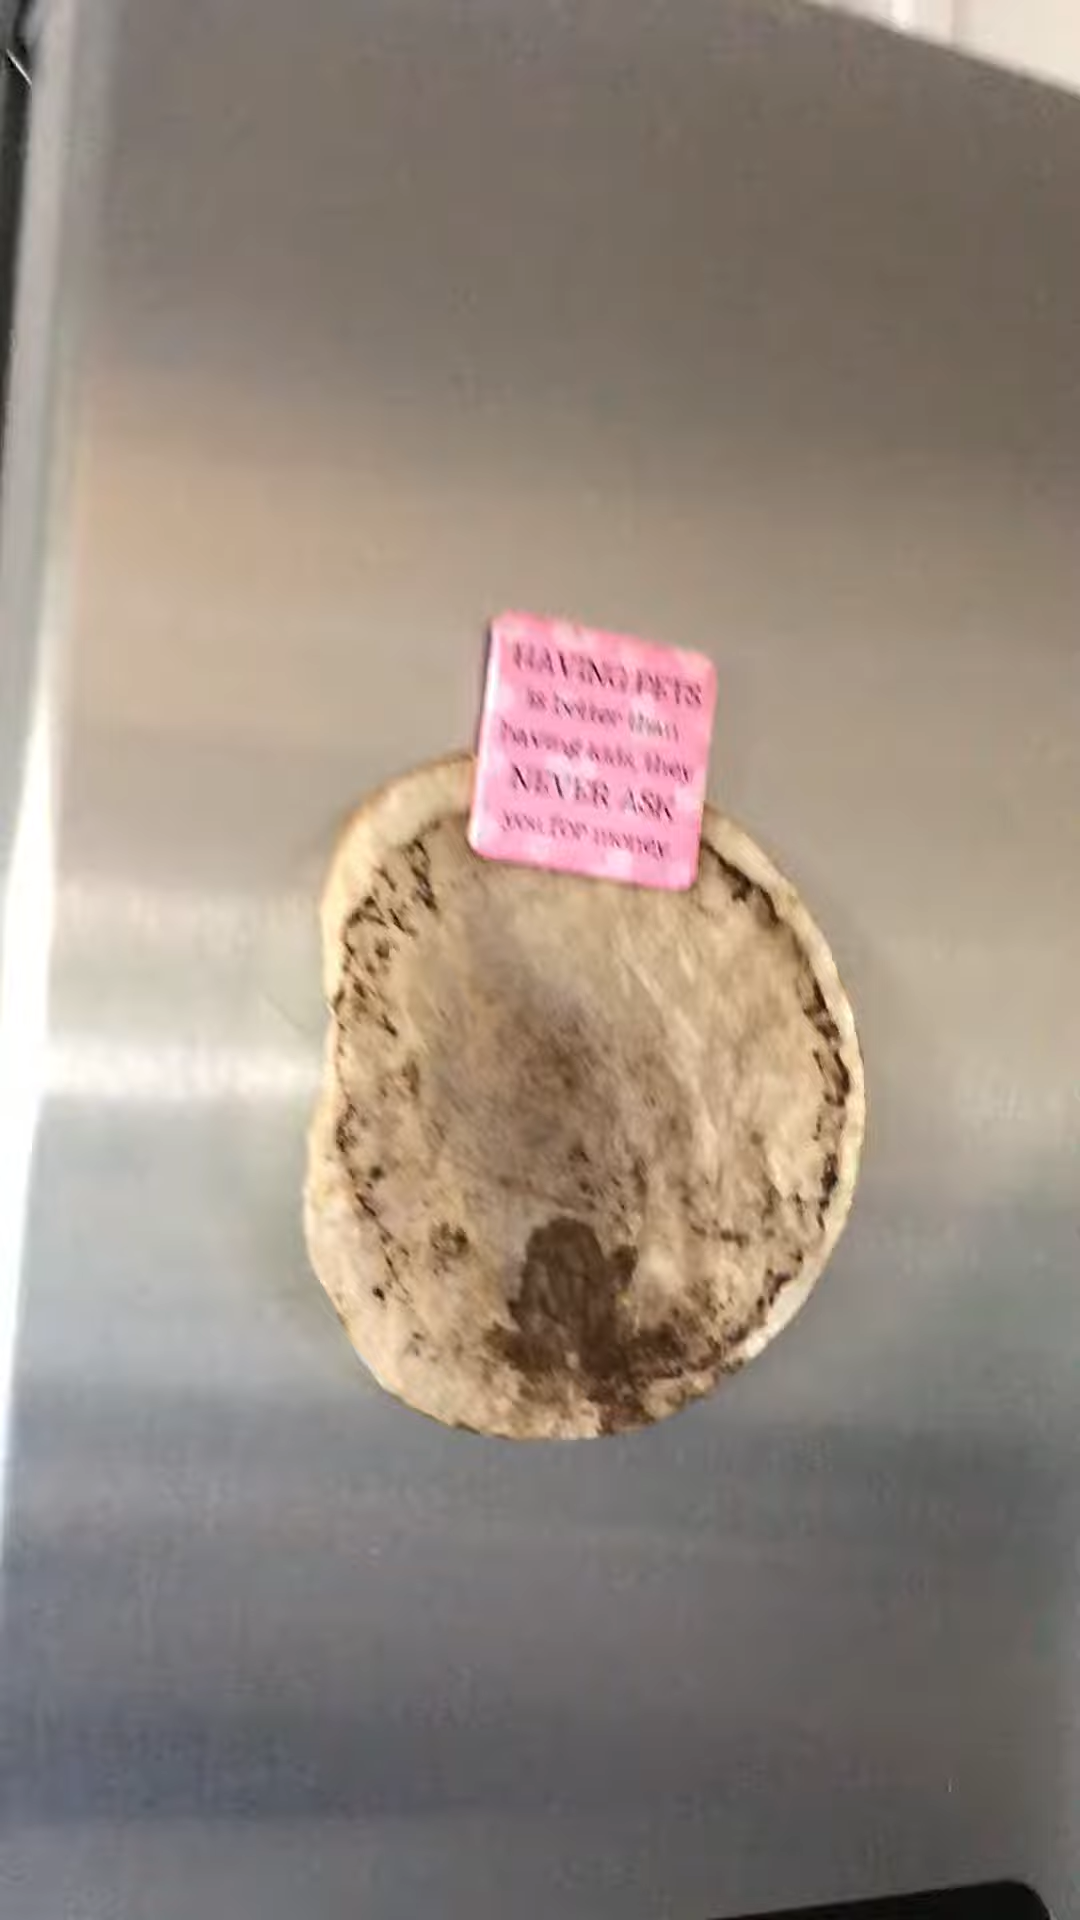 HAVING PETS
is better than
having kids, they
NEVER ASK
you for money